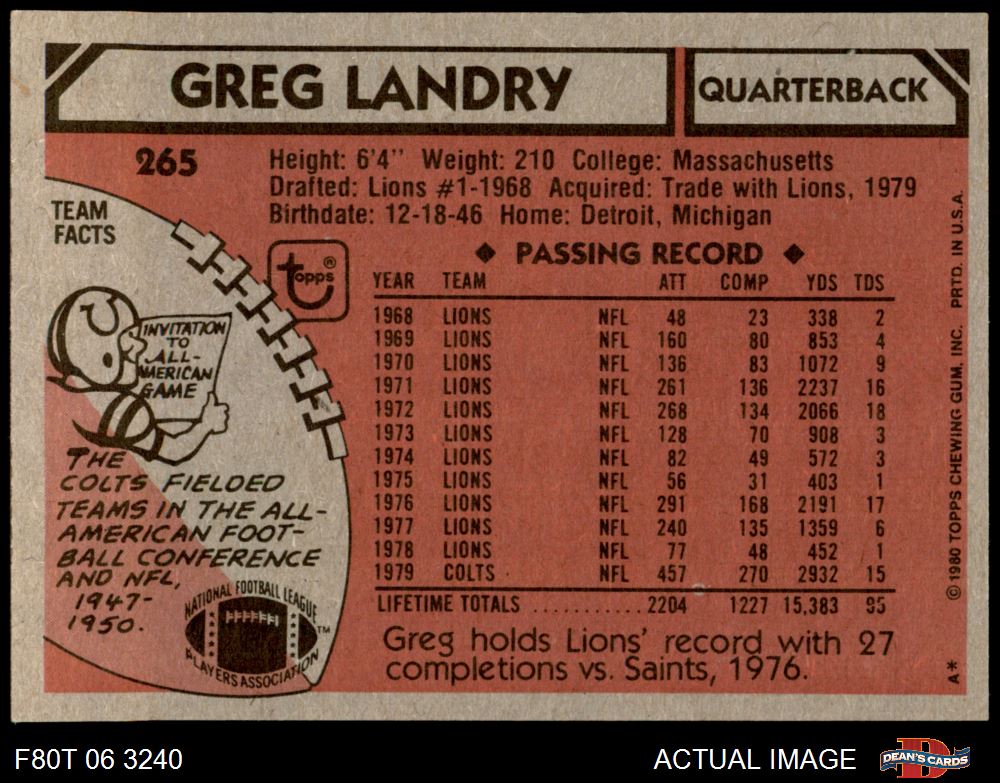 GREG LANDRY
QUARTERBACK
265
Height: 6'4" Weight: 210 College: Massachusetts
Drafted: Lions #1-1968 Acquired: Trade with Lions, 1979
Birthdate: 12-18-46 Home: Detroit, Michigan
TEAM
FACTS
INVITATION
TO
ALL-
AMERICAN
GAME
THE
COLTS FIELDED
TEAMS IN THE ALL-
AMERICAN FOOT-
BALL CONFERENCE
AND NFL,
1947-
1950.
NATIONAL FOOTBALL LEAGUE
PLAYERS ASSOCIATION
TM
topps®
◆ PASSING RECORD ◆
YEAR TEAM ATT COMP YDS TDS
1968 LIONS NFL 48 23 338 2
1969 LIONS NFL 160 80 853 4
1970 LIONS NFL 136 83 1072 9
1971 LIONS NFL 261 136 2237 16
1972 LIONS NFL 268 134 2066 18
1973 LIONS NFL 128 70 908 3
1974 LIONS NFL 82 49 572 3
1975 LIONS NFL 56 31 403 1
1976 LIONS NFL 291 168 2191 17
1977 LIONS NFL 240 135 1359 6
1978 LIONS NFL 77 48 452 1
1979 COLTS NFL 457 270 2932 15
LIFETIME TOTALS ........... 2204 1227 15,383 95
Greg holds Lions' record with 27
completions vs. Saints, 1976.
A* © 1980 TOPPS CHEWING GUM, INC. PRTD. IN U.S.A.
F80T 06 3240
ACTUAL IMAGE
DEAN'S CARDS